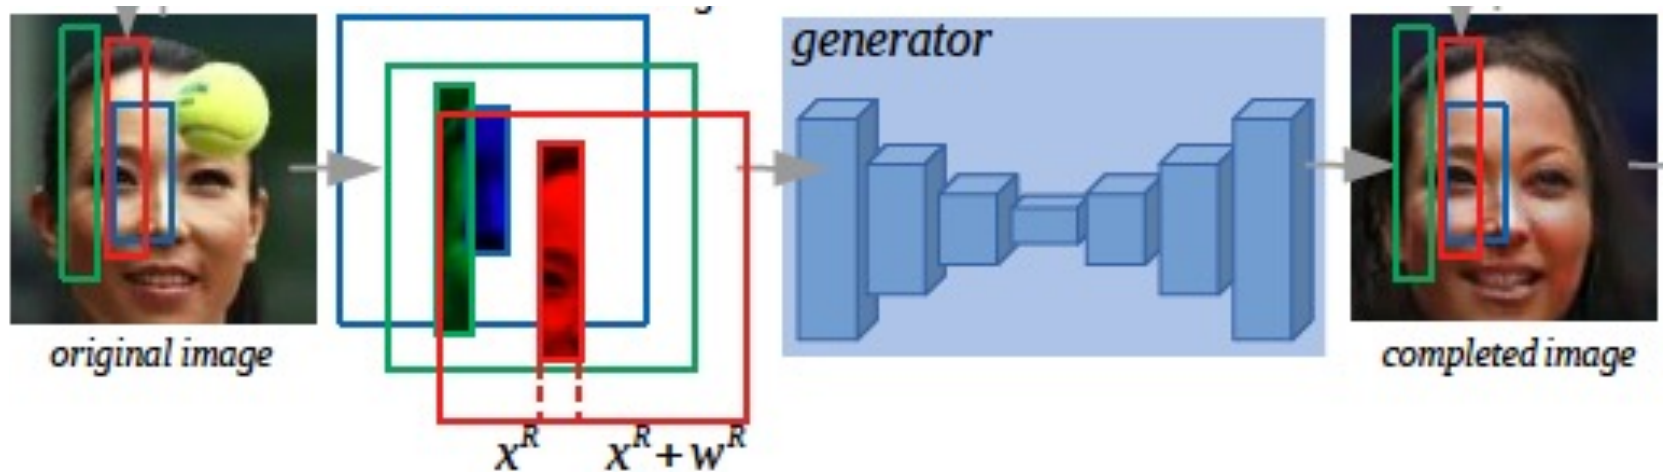 generator
original image
completed image
x^R x^R+w^R